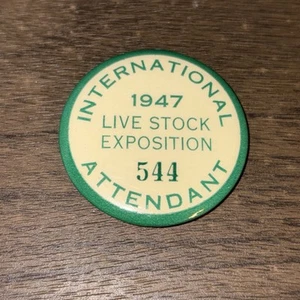 INTERNATIONAL
1947
LIVE STOCK
EXPOSITION
544
ATTENDANT